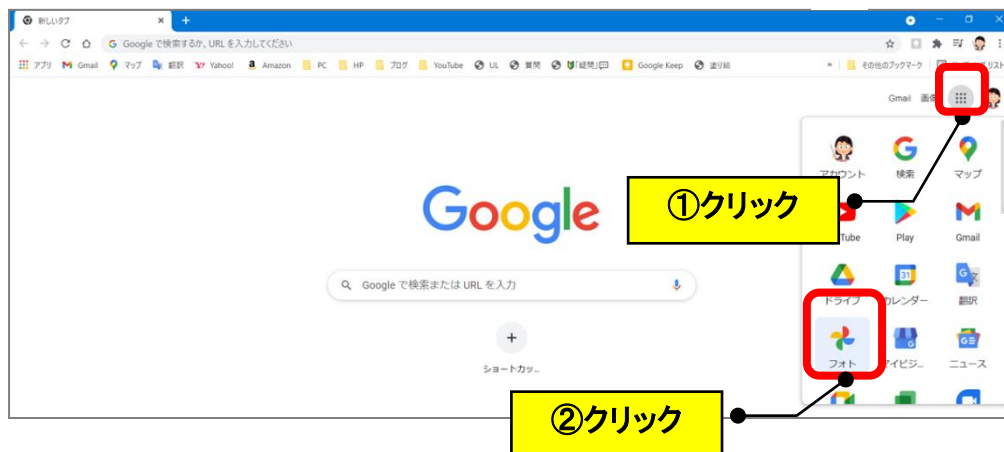 新しいタブ
Google で検索するか、URL を入力してください
アプリ Gmail マップ 翻訳 Yahoo! Amazon PC HP ブログ YouTube UL 質問 Google Keep 塗り絵 » その他のブックマーク
Gmail
アカウント 検索 マップ
①クリック
Play Gmail
Google
Google で検索または URL を入力
ドライブ カレンダー 翻訳
フォト マイビジ... ニュース
ショートカッ...
②クリック